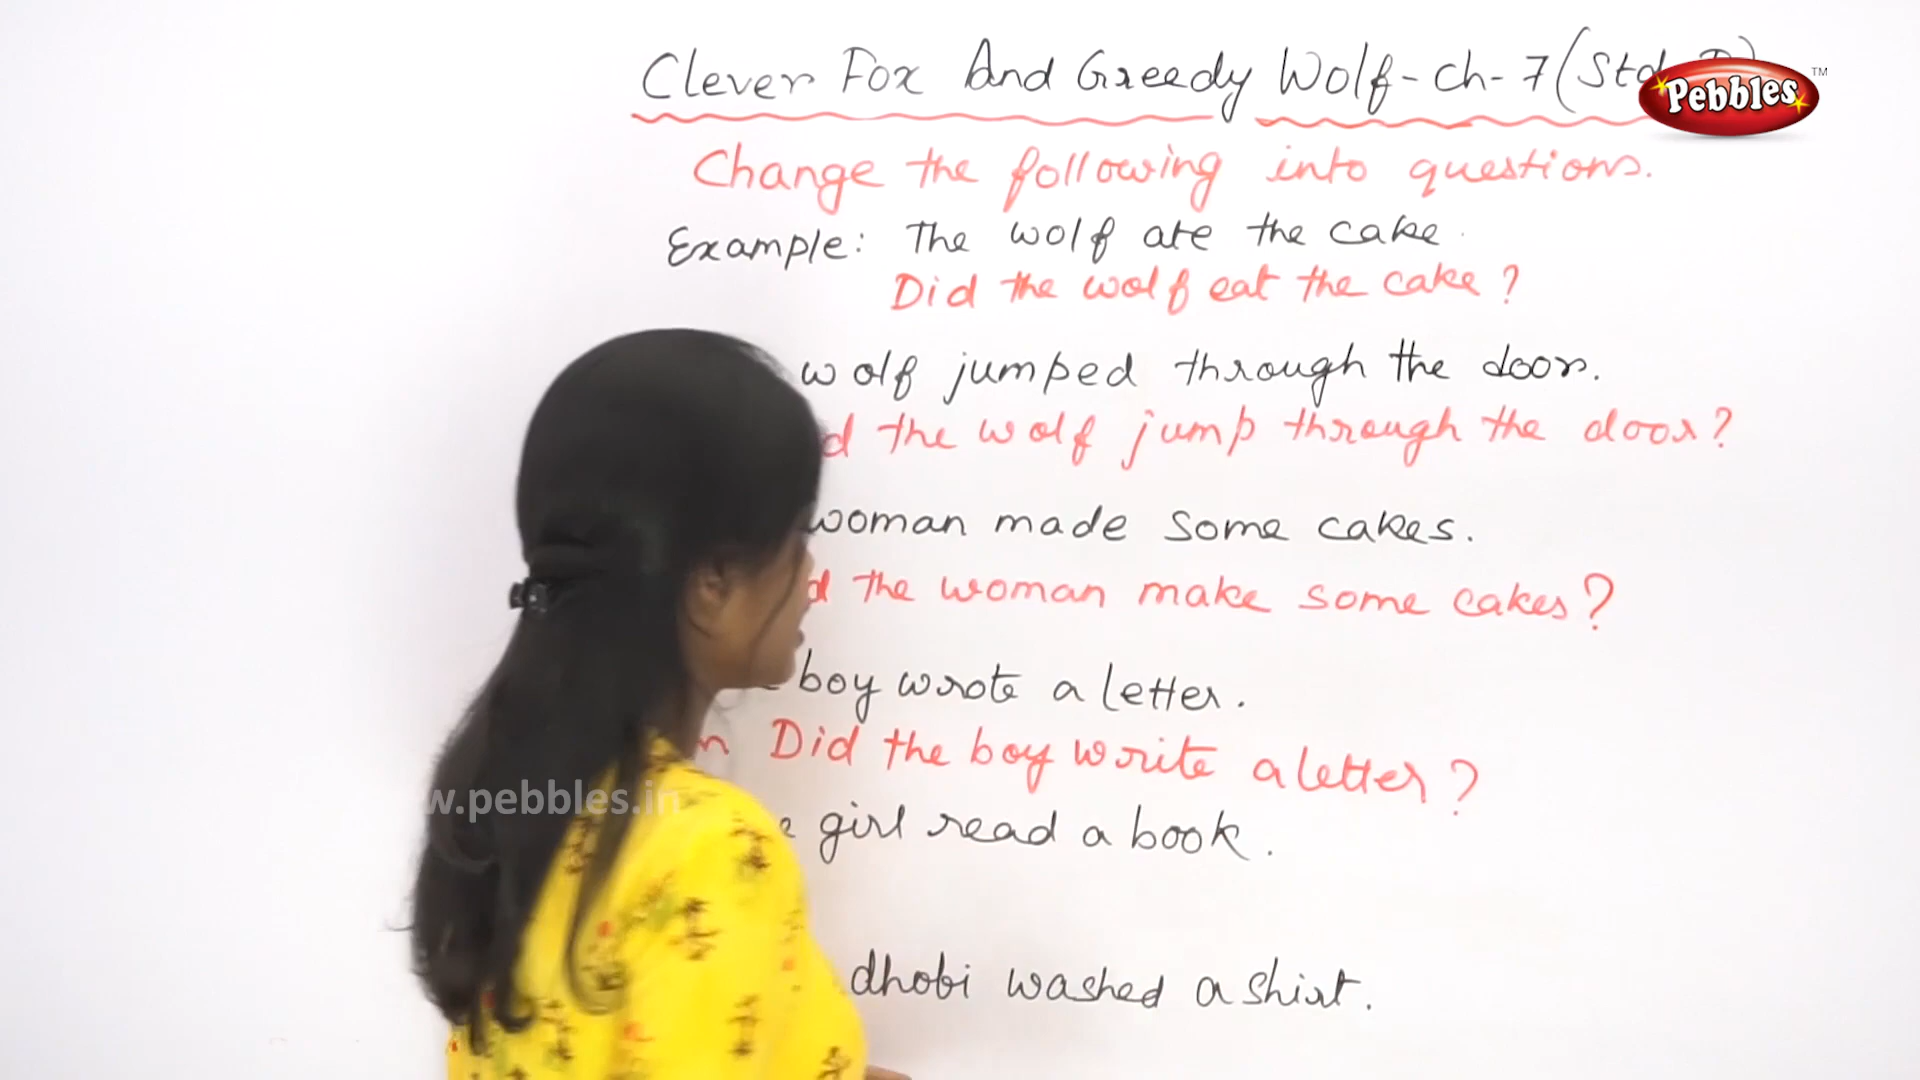 Clever Fox And Greedy Wolf - Ch - 7 (Std
Pebbles TM
Change the following into questions.
Example: The wolf ate the cake.
Did the wolf eat the cake?
wolf jumped through the door.
d the wolf jump through the door?
woman made some cakes.
d the woman make some cakes?
boy wrote a letter.
n Did the boy write a letter?
w.pebbles.in
e girl read a book.
dhobi washed a shirt.